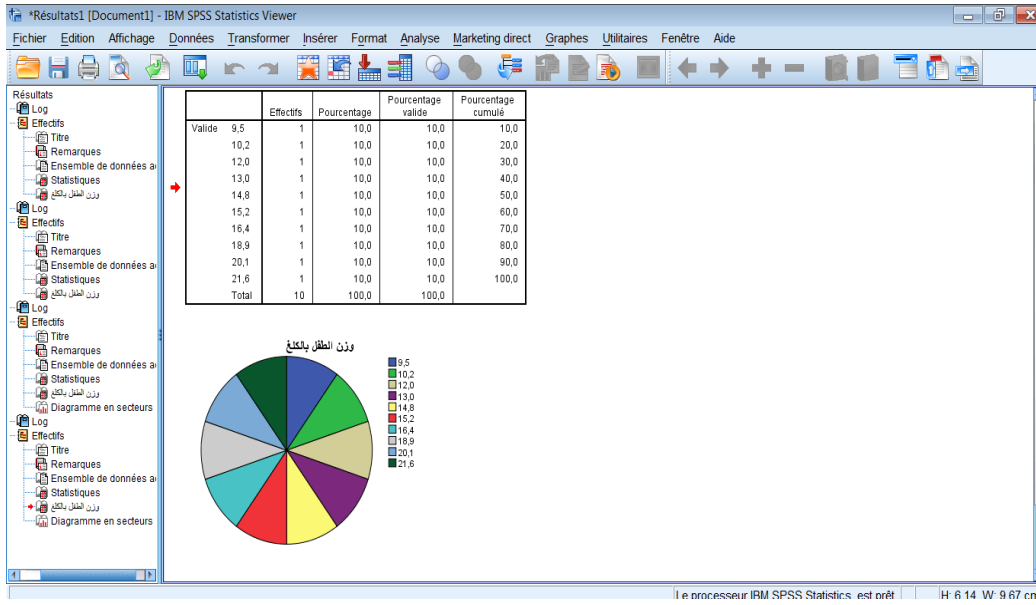 *Résultats1 [Document1] - IBM SPSS Statistics Viewer
Fichier Edition Affichage Données Transformer Insérer Format Analyse Marketing direct Graphes Utilitaires Fenêtre Aide
Résultats
Log
Effectifs
Titre
Remarques
Ensemble de données a
Statistiques
وزن الطفل بالكلغ
Log
Effectifs
Titre
Remarques
Ensemble de données a
Statistiques
وزن الطفل بالكلغ
Log
Effectifs
Titre
Remarques
Ensemble de données a
Statistiques
وزن الطفل بالكلغ
Diagramme en secteurs
Log
Effectifs
Titre
Remarques
Ensemble de données a
Statistiques
وزن الطفل بالكلغ
Diagramme en secteurs
Effectifs Pourcentage Pourcentage valide Pourcentage cumulé
Valide 9,5 1 10,0 10,0 10,0
10,2 1 10,0 10,0 20,0
12,0 1 10,0 10,0 30,0
13,0 1 10,0 10,0 40,0
14,8 1 10,0 10,0 50,0
15,2 1 10,0 10,0 60,0
16,4 1 10,0 10,0 70,0
18,9 1 10,0 10,0 80,0
20,1 1 10,0 10,0 90,0
21,6 1 10,0 10,0 100,0
Total 10 100,0 100,0
وزن الطفل بالكلغ
9,5
10,2
12,0
13,0
14,8
15,2
16,4
18,9
20,1
21,6
Le processeur IBM SPSS Statistics est prêt H: 6.14, W: 9.67 cm